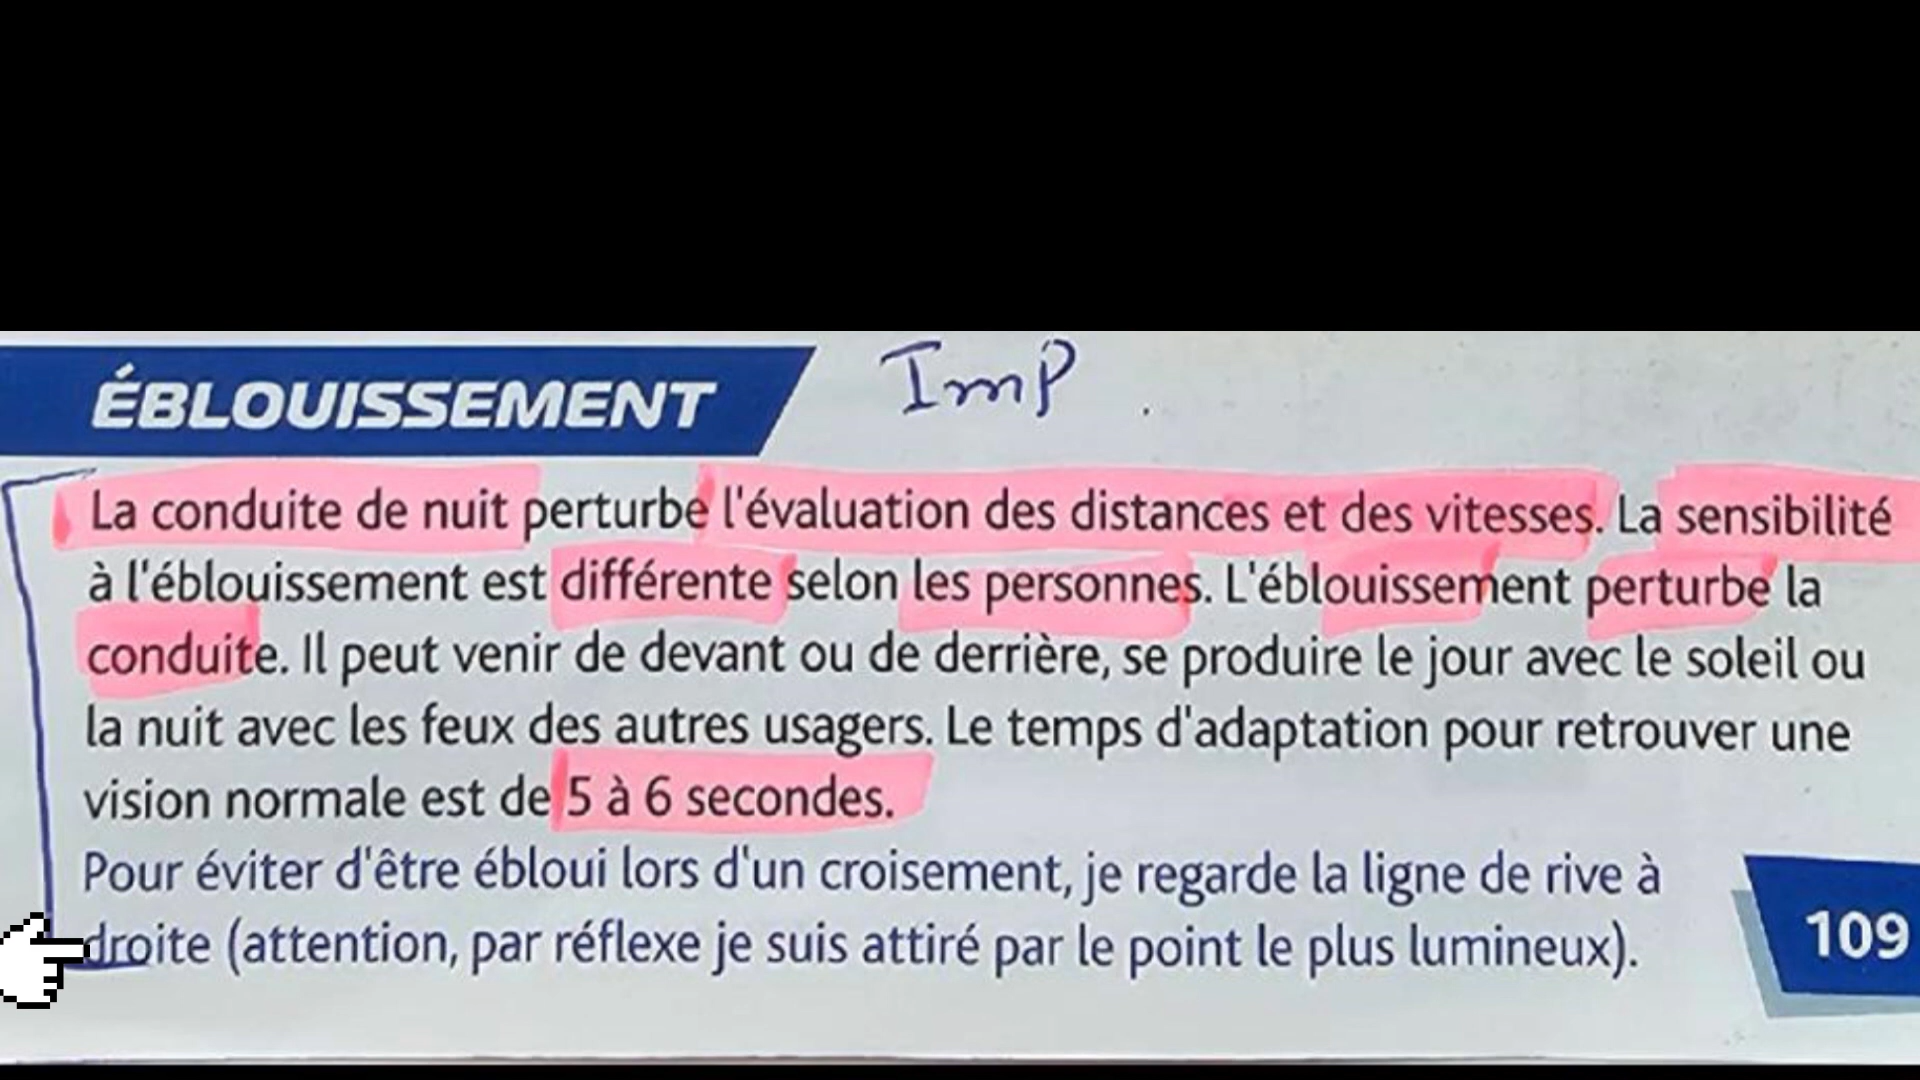 ÉBLOUISSEMENT
Imp
La conduite de nuit perturbe l'évaluation des distances et des vitesses. La sensibilité
à l'éblouissement est différente selon les personnes. L'éblouissement perturbe la
conduite. Il peut venir de devant ou de derrière, se produire le jour avec le soleil ou
la nuit avec les feux des autres usagers. Le temps d'adaptation pour retrouver une
vision normale est de 5 à 6 secondes.
Pour éviter d'être ébloui lors d'un croisement, je regarde la ligne de rive à
droite (attention, par réflexe je suis attiré par le point le plus lumineux).
109